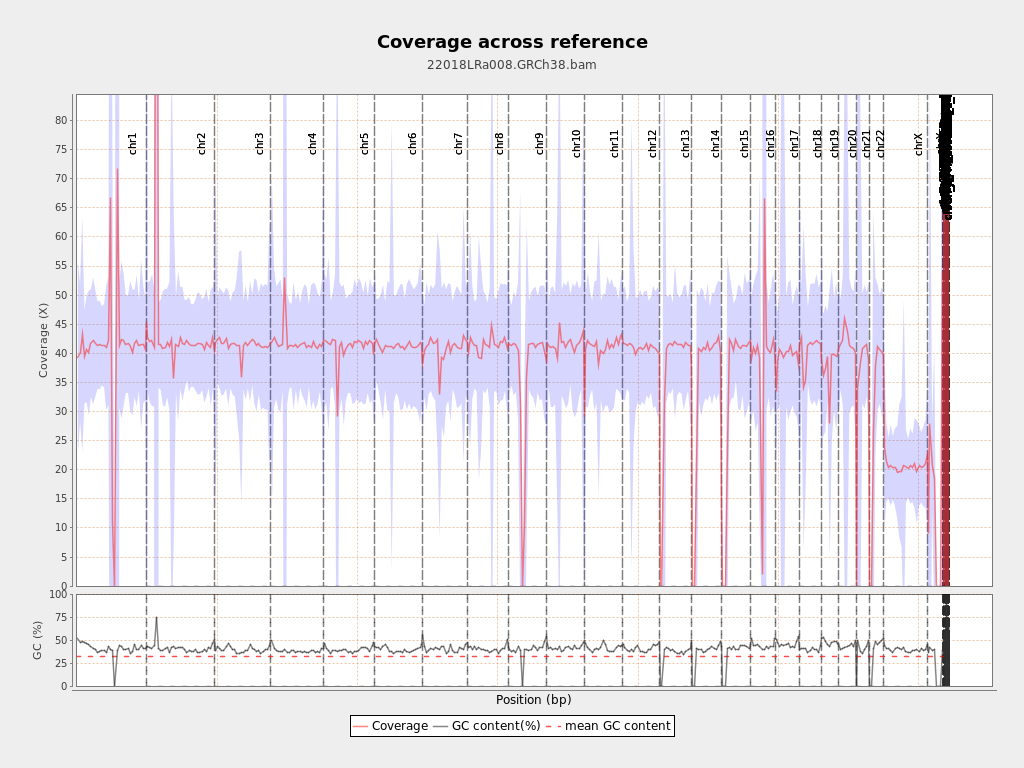 Coverage across reference
22018LRa008.GRCh38.bam
Coverage (X)
80
75
70
65
60
55
50
45
40
35
30
25
20
15
10
5
0
chr1
chr2
chr3
chr4
chr5
chr6
chr7
chr8
chr9
chr10
chr11
chr12
chr13
chr14
chr15
chr16
chr17
chr18
chr19
chr20
chr21
chr22
chrX
GC (%)
100
75
50
25
0
Position (bp)
Coverage GC content(%) mean GC content